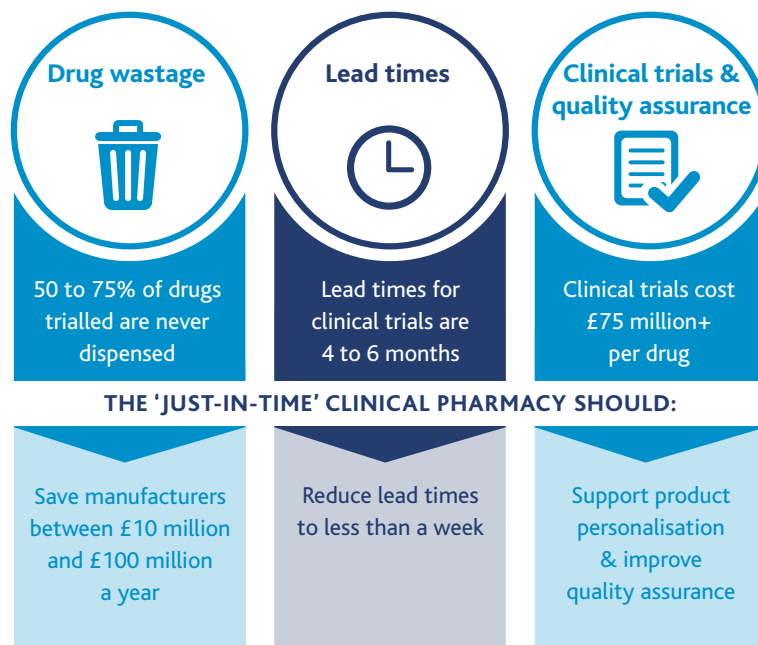 Drug wastage
50 to 75% of drugs
trialled are never
dispensed
Lead times
Lead times for
clinical trials are
4 to 6 months
Clinical trials &
quality assurance
Clinical trials cost
£75 million+
per drug
THE ‘JUST-IN-TIME’ CLINICAL PHARMACY SHOULD:
Save manufacturers
between £10 million
and £100 million
a year
Reduce lead times
to less than a week
Support product
personalisation
& improve
quality assurance